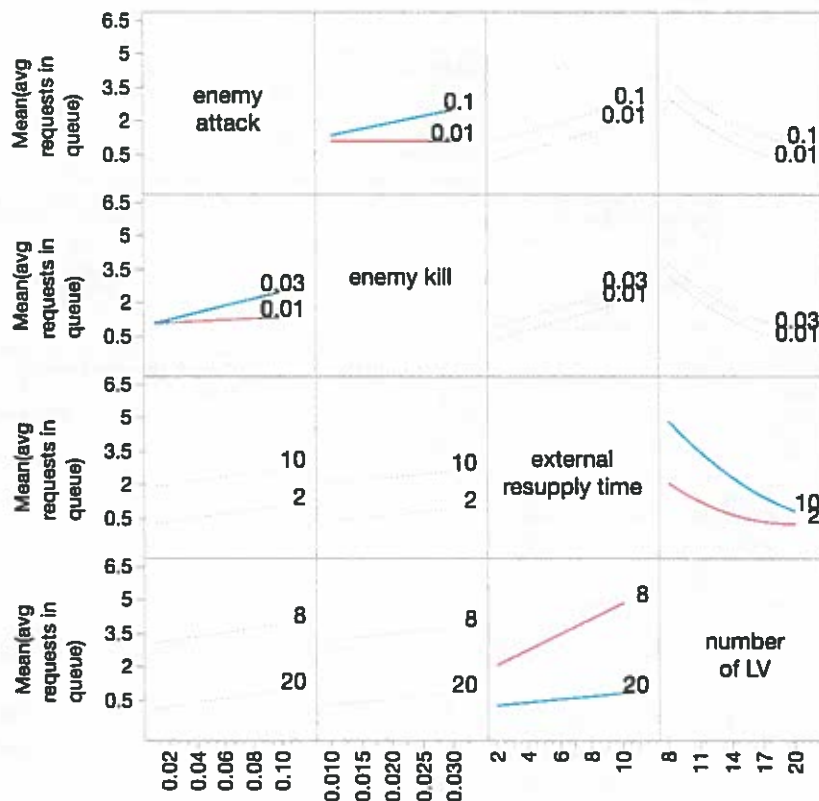 6.5
5
3.5
2
0.5
Mean(avg
requests in
queue)
enemy
attack
0.1
0.01
0.1
0.01
0.1
0.01
6.5
5
3.5
2
0.5
Mean(avg
requests in
queue)
0.03
0.01
enemy kill
0.03
0.01
0.03
0.01
6.5
5
3.5
2
0.5
Mean(avg
requests in
queue)
10
2
10
2
external
resupply time
10
2
6.5
5
3.5
2
0.5
Mean(avg
requests in
queue)
8
20
8
20
8
20
number
of LV
0.02 0.04 0.06 0.08 0.10
0.010 0.015 0.020 0.025 0.030
2 4 6 8 10
8 11 14 17 20